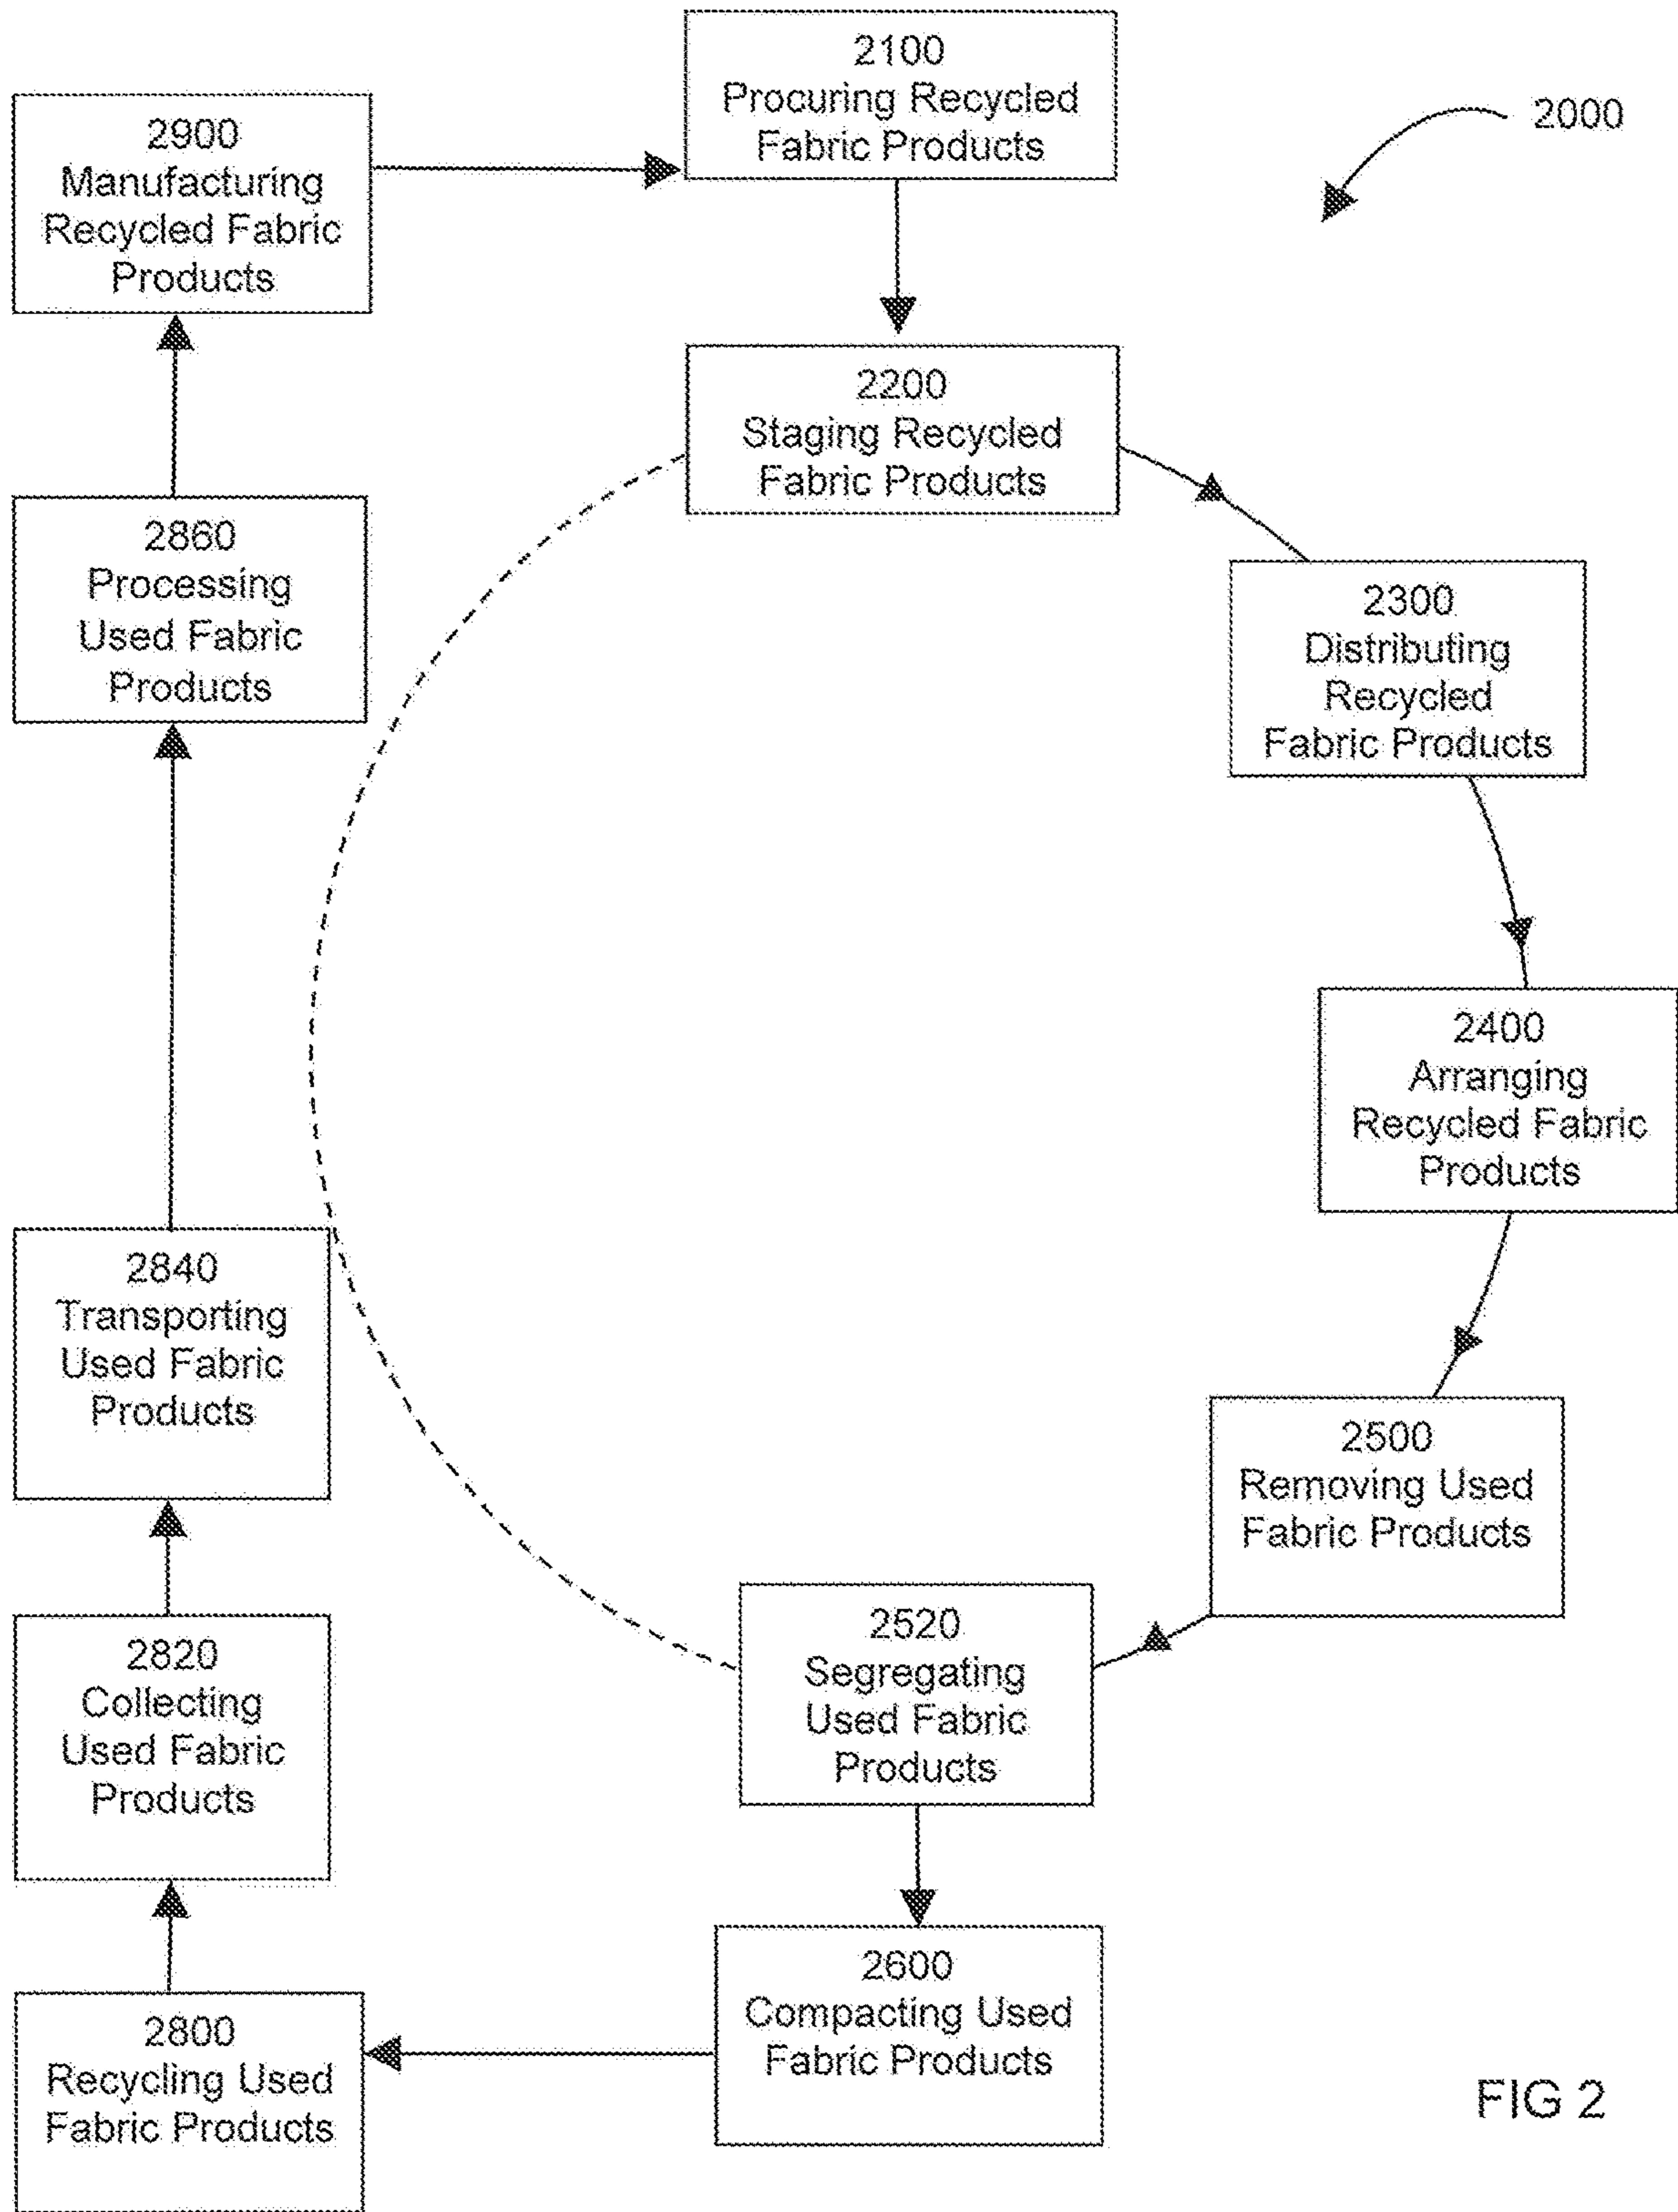 2100
Procuring Recycled
Fabric Products
2000
2900
Manufacturing
Recycled Fabric
Products
2200
Staging Recycled
Fabric Products
2860
Processing
Used Fabric
Products
2300
Distributing
Recycled
Fabric Products
2400
Arranging
Recycled Fabric
Products
2840
Transporting
Used Fabric
Products
2500
Removing Used
Fabric Products
2520
Segregating
Used Fabric
Products
2820
Collecting
Used Fabric
Products
2600
Compacting Used
Fabric Products
2800
Recycling Used
Fabric Products
FIG 2